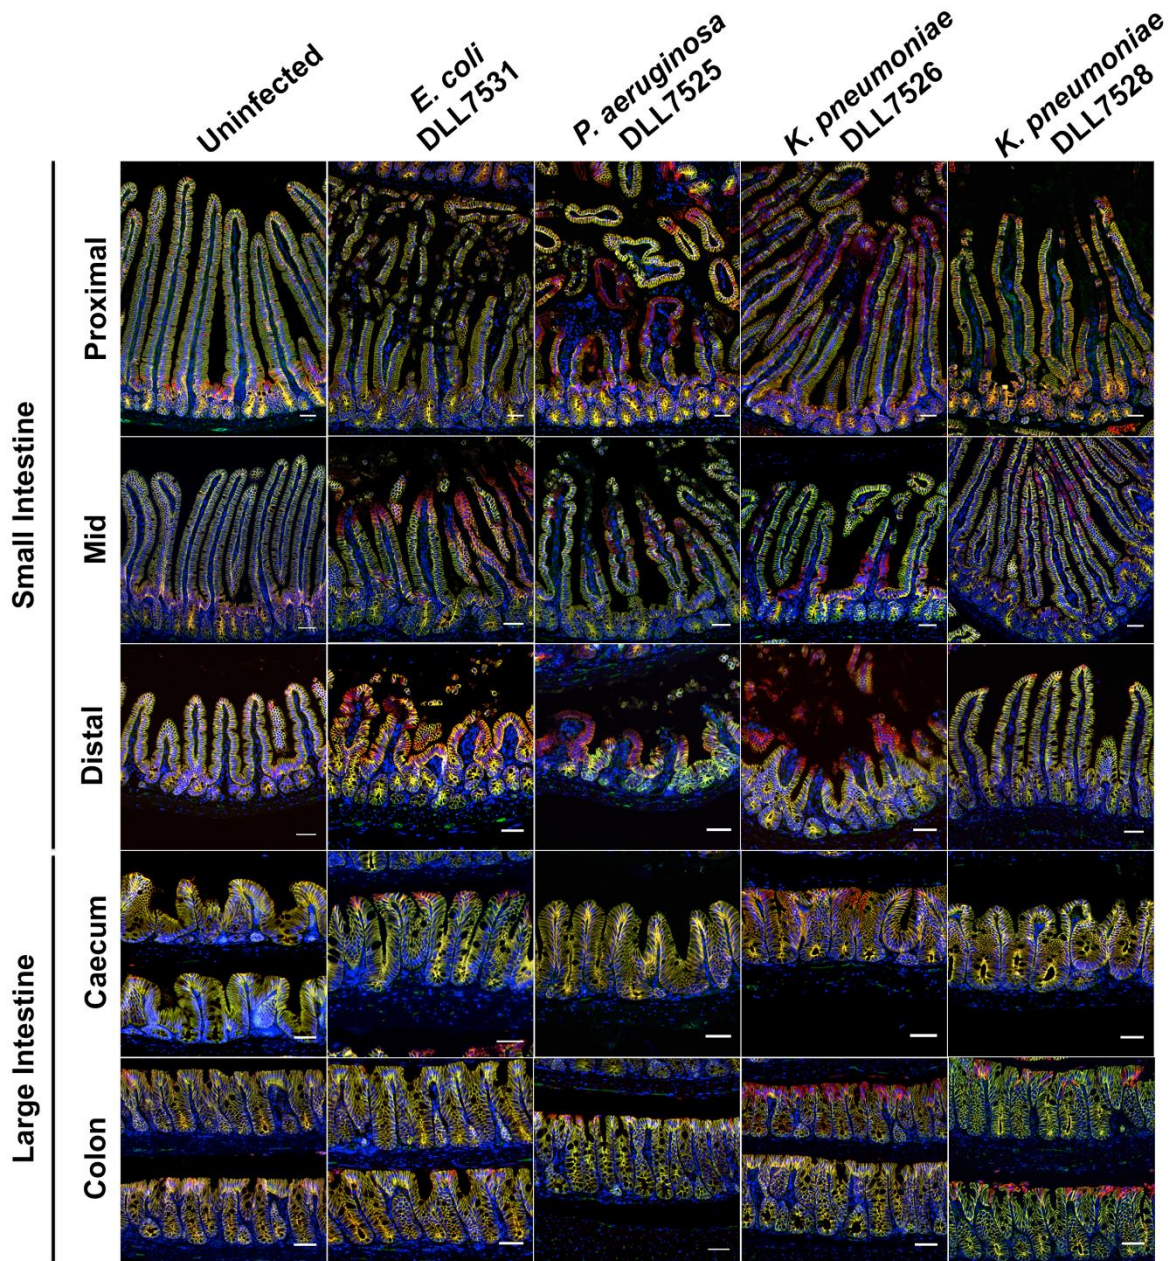 Uninfected
E. coli
DLL7531
P. aeruginosa
DLL7525
K. pneumoniae
DLL7526
K. pneumoniae
DLL7528
Small Intestine
Proximal
Mid
Distal
Large Intestine
Caecum
Colon